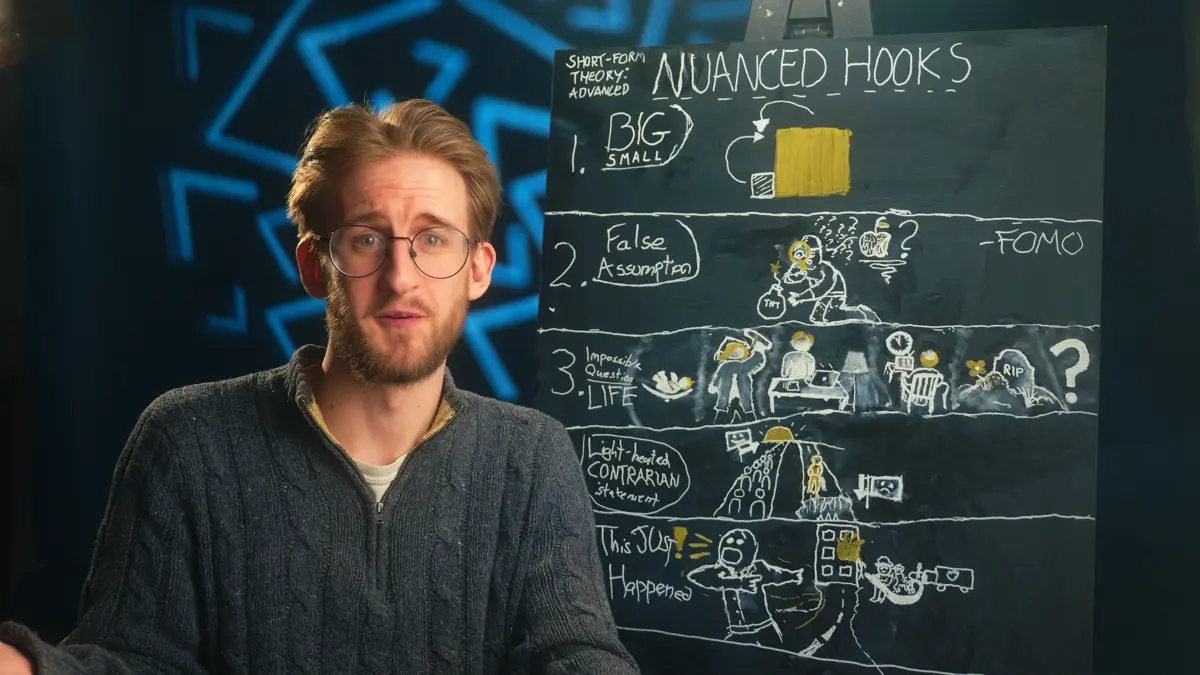 SHORT-FORM
THEORY:
ADVANCED
NUANCED HOOKS
1.
BIG
SMALL
2.
False
Assumption
?
-FOMO
TNT
3.
Impossible
Question
LIFE
RIP
?
Light-heated
CONTRARIAN
statement
This JUST
!
Happened